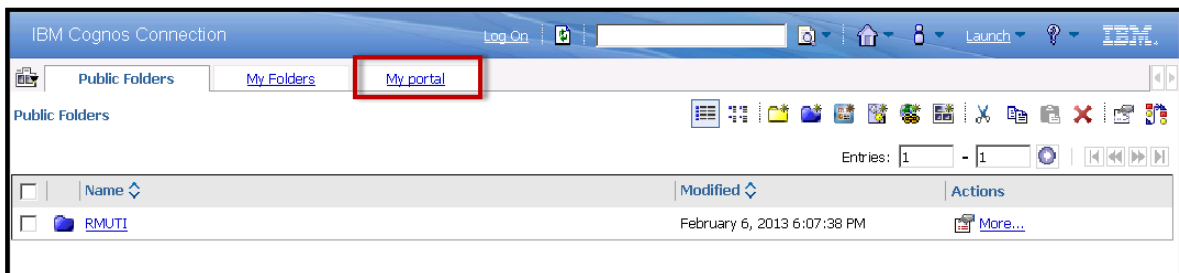 IBM Cognos Connection Log On Launch IBM.
Public Folders My Folders My portal
Public Folders
Entries: 1 - 1
Name Modified Actions
RMUTI February 6, 2013 6:07:38 PM More...